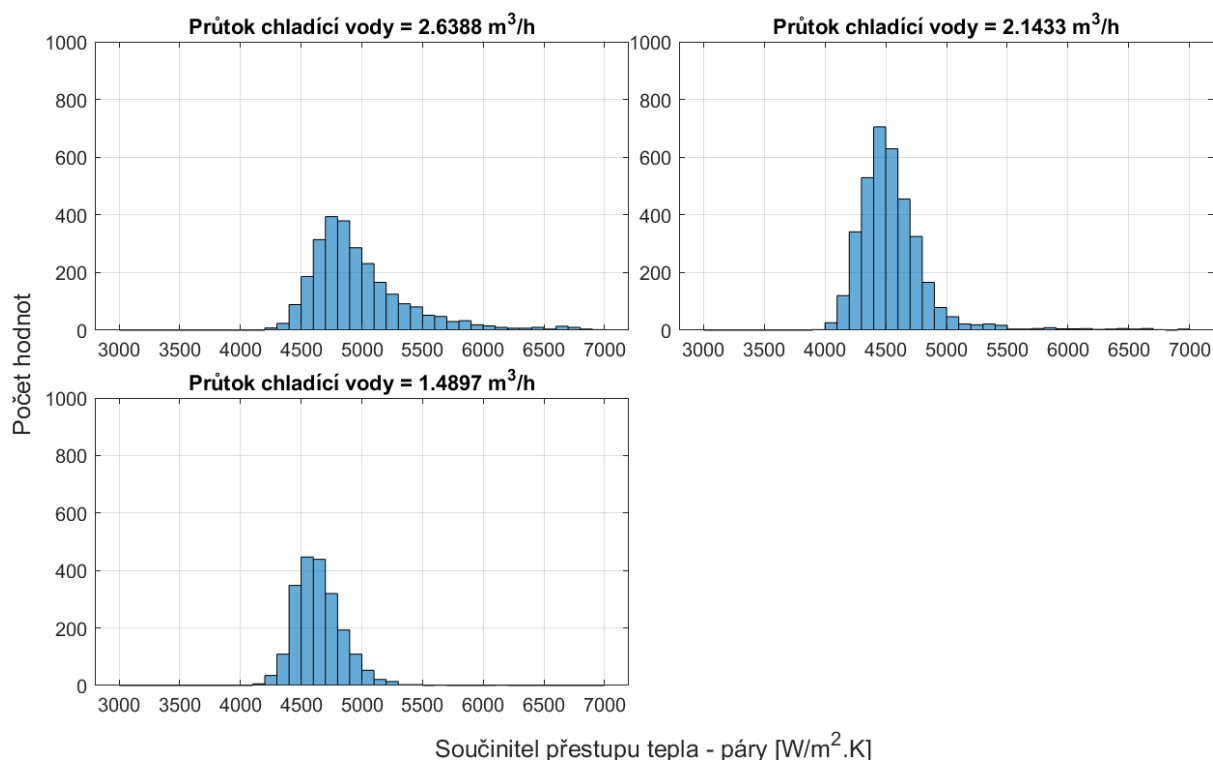 Průtok chladící vody = 2.6388 m³/h
1000
800
600
400
200
0
3000 3500 4000 4500 5000 5500 6000 6500 7000
Průtok chladící vody = 2.1433 m³/h
1000
800
600
400
200
0
3000 3500 4000 4500 5000 5500 6000 6500 7000
Počet hodnot
Průtok chladící vody = 1.4897 m³/h
1000
800
600
400
200
0
3000 3500 4000 4500 5000 5500 6000 6500 7000
Součinitel přestupu tepla - páry [W/m².K]